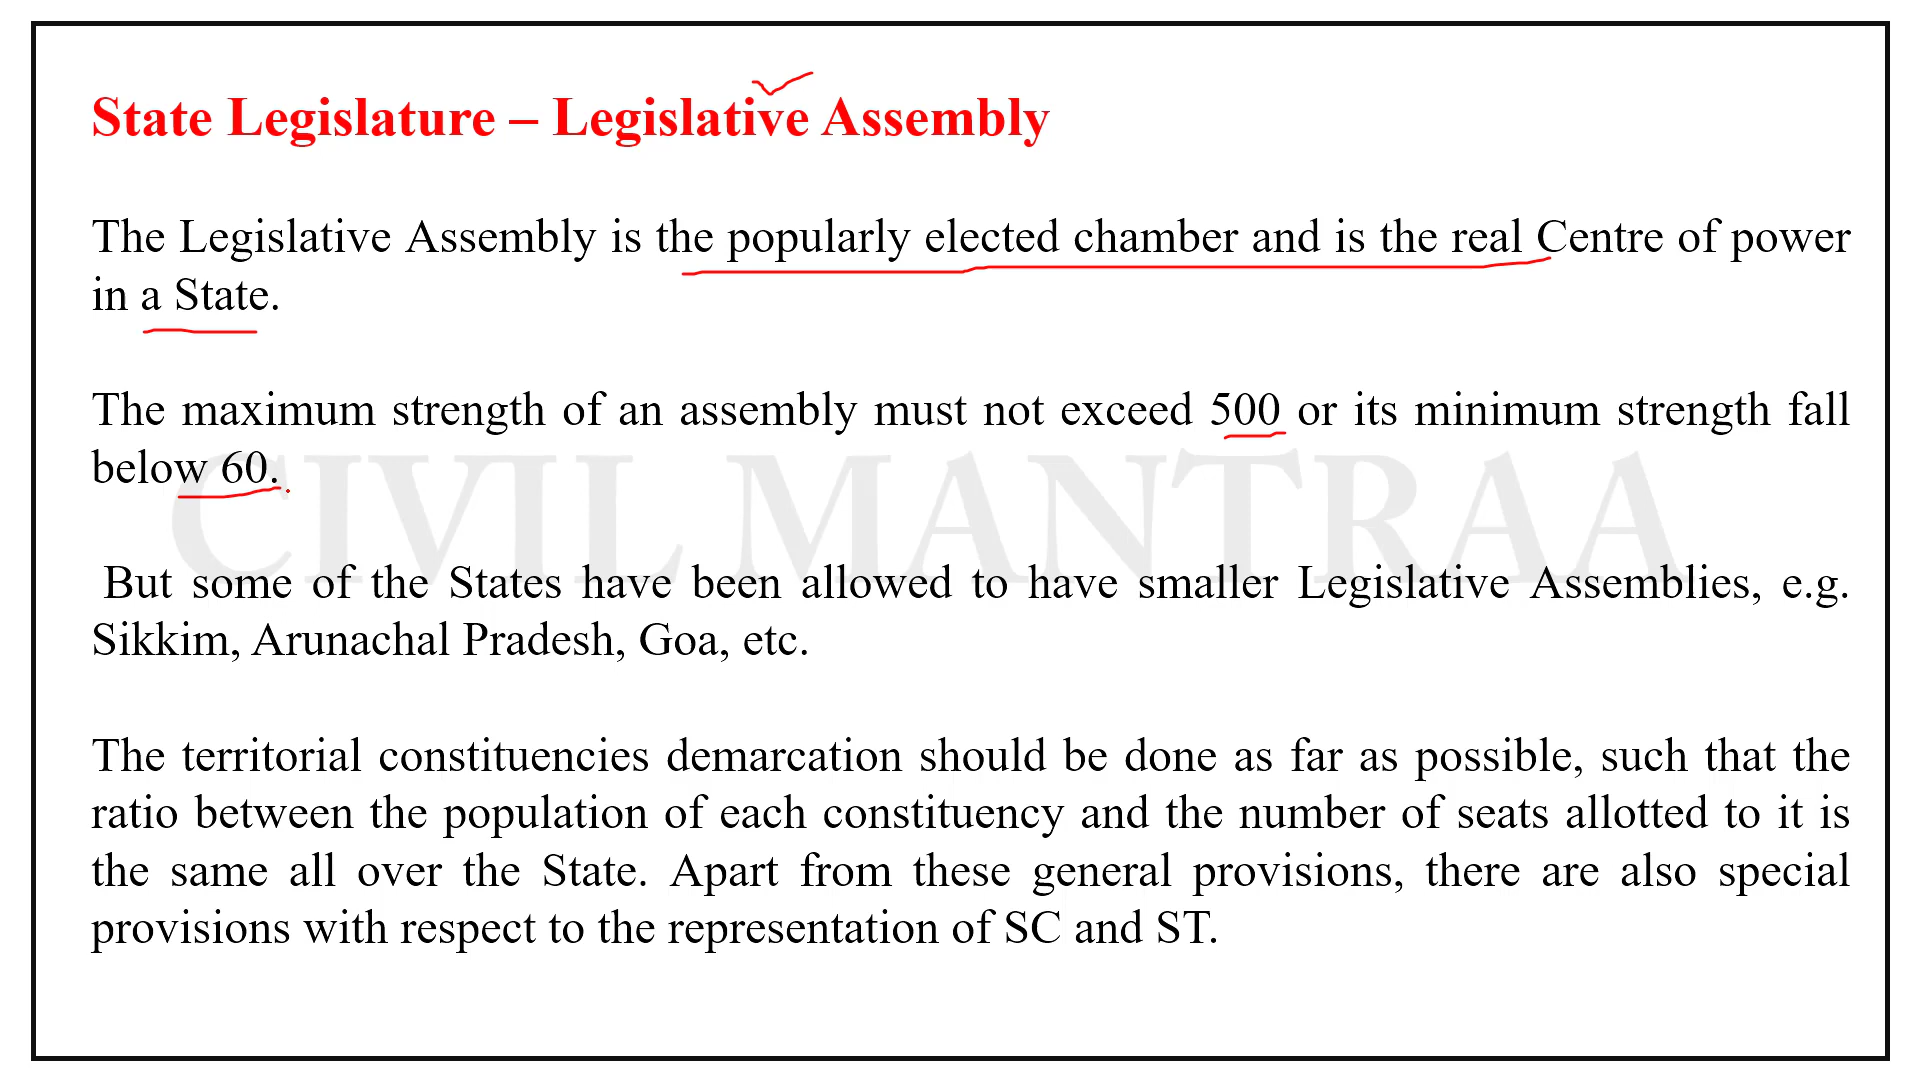 State Legislature – Legislative Assembly
The Legislative Assembly is the popularly elected chamber and is the real Centre of power
in a State.
The maximum strength of an assembly must not exceed 500 or its minimum strength fall
below 60.
CIVIL MANTRAA
But some of the States have been allowed to have smaller Legislative Assemblies, e.g.
Sikkim, Arunachal Pradesh, Goa, etc.
The territorial constituencies demarcation should be done as far as possible, such that the
ratio between the population of each constituency and the number of seats allotted to it is
the same all over the State. Apart from these general provisions, there are also special
provisions with respect to the representation of SC and ST.